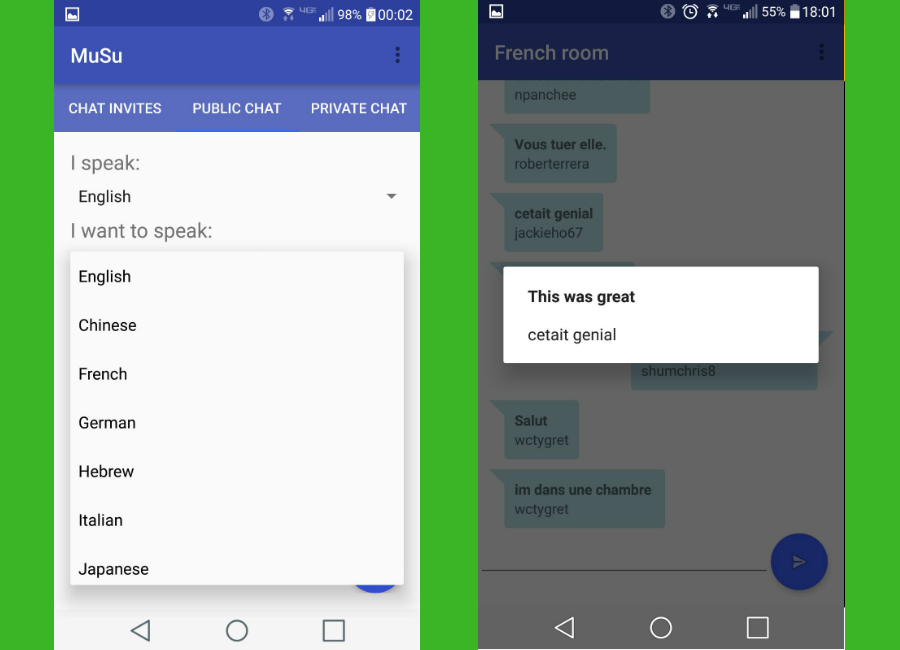 98% 00:02
MuSu
CHAT INVITES PUBLIC CHAT PRIVATE CHAT
I speak:
English
I want to speak:
English
Chinese
French
German
Hebrew
Italian
Japanese
4G 55% 18:01
French room
npanchee
Vous tuer elle.
roberterrera
cetait genial
jackieho67
This was great
cetait genial
shumchris8
Salut
wctygret
im dans une chambre
wctygret